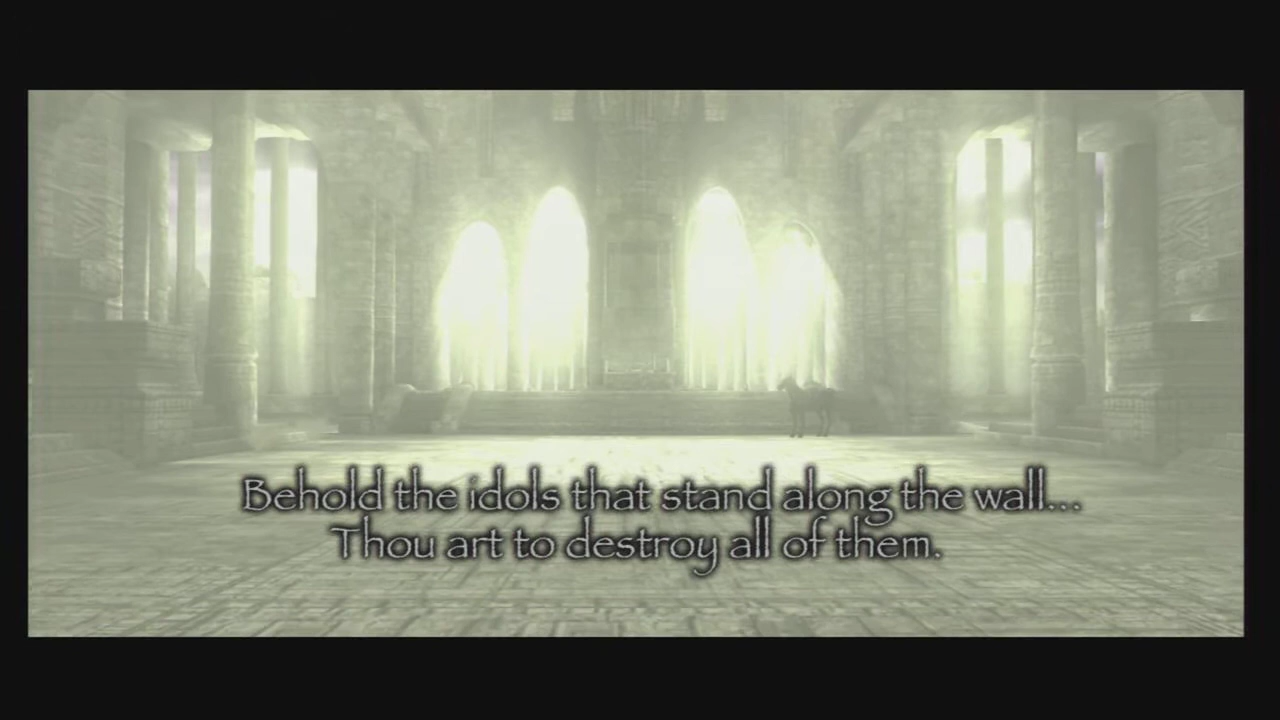 Behold the idols that stand along the wall...
Thou art to destroy all of them.